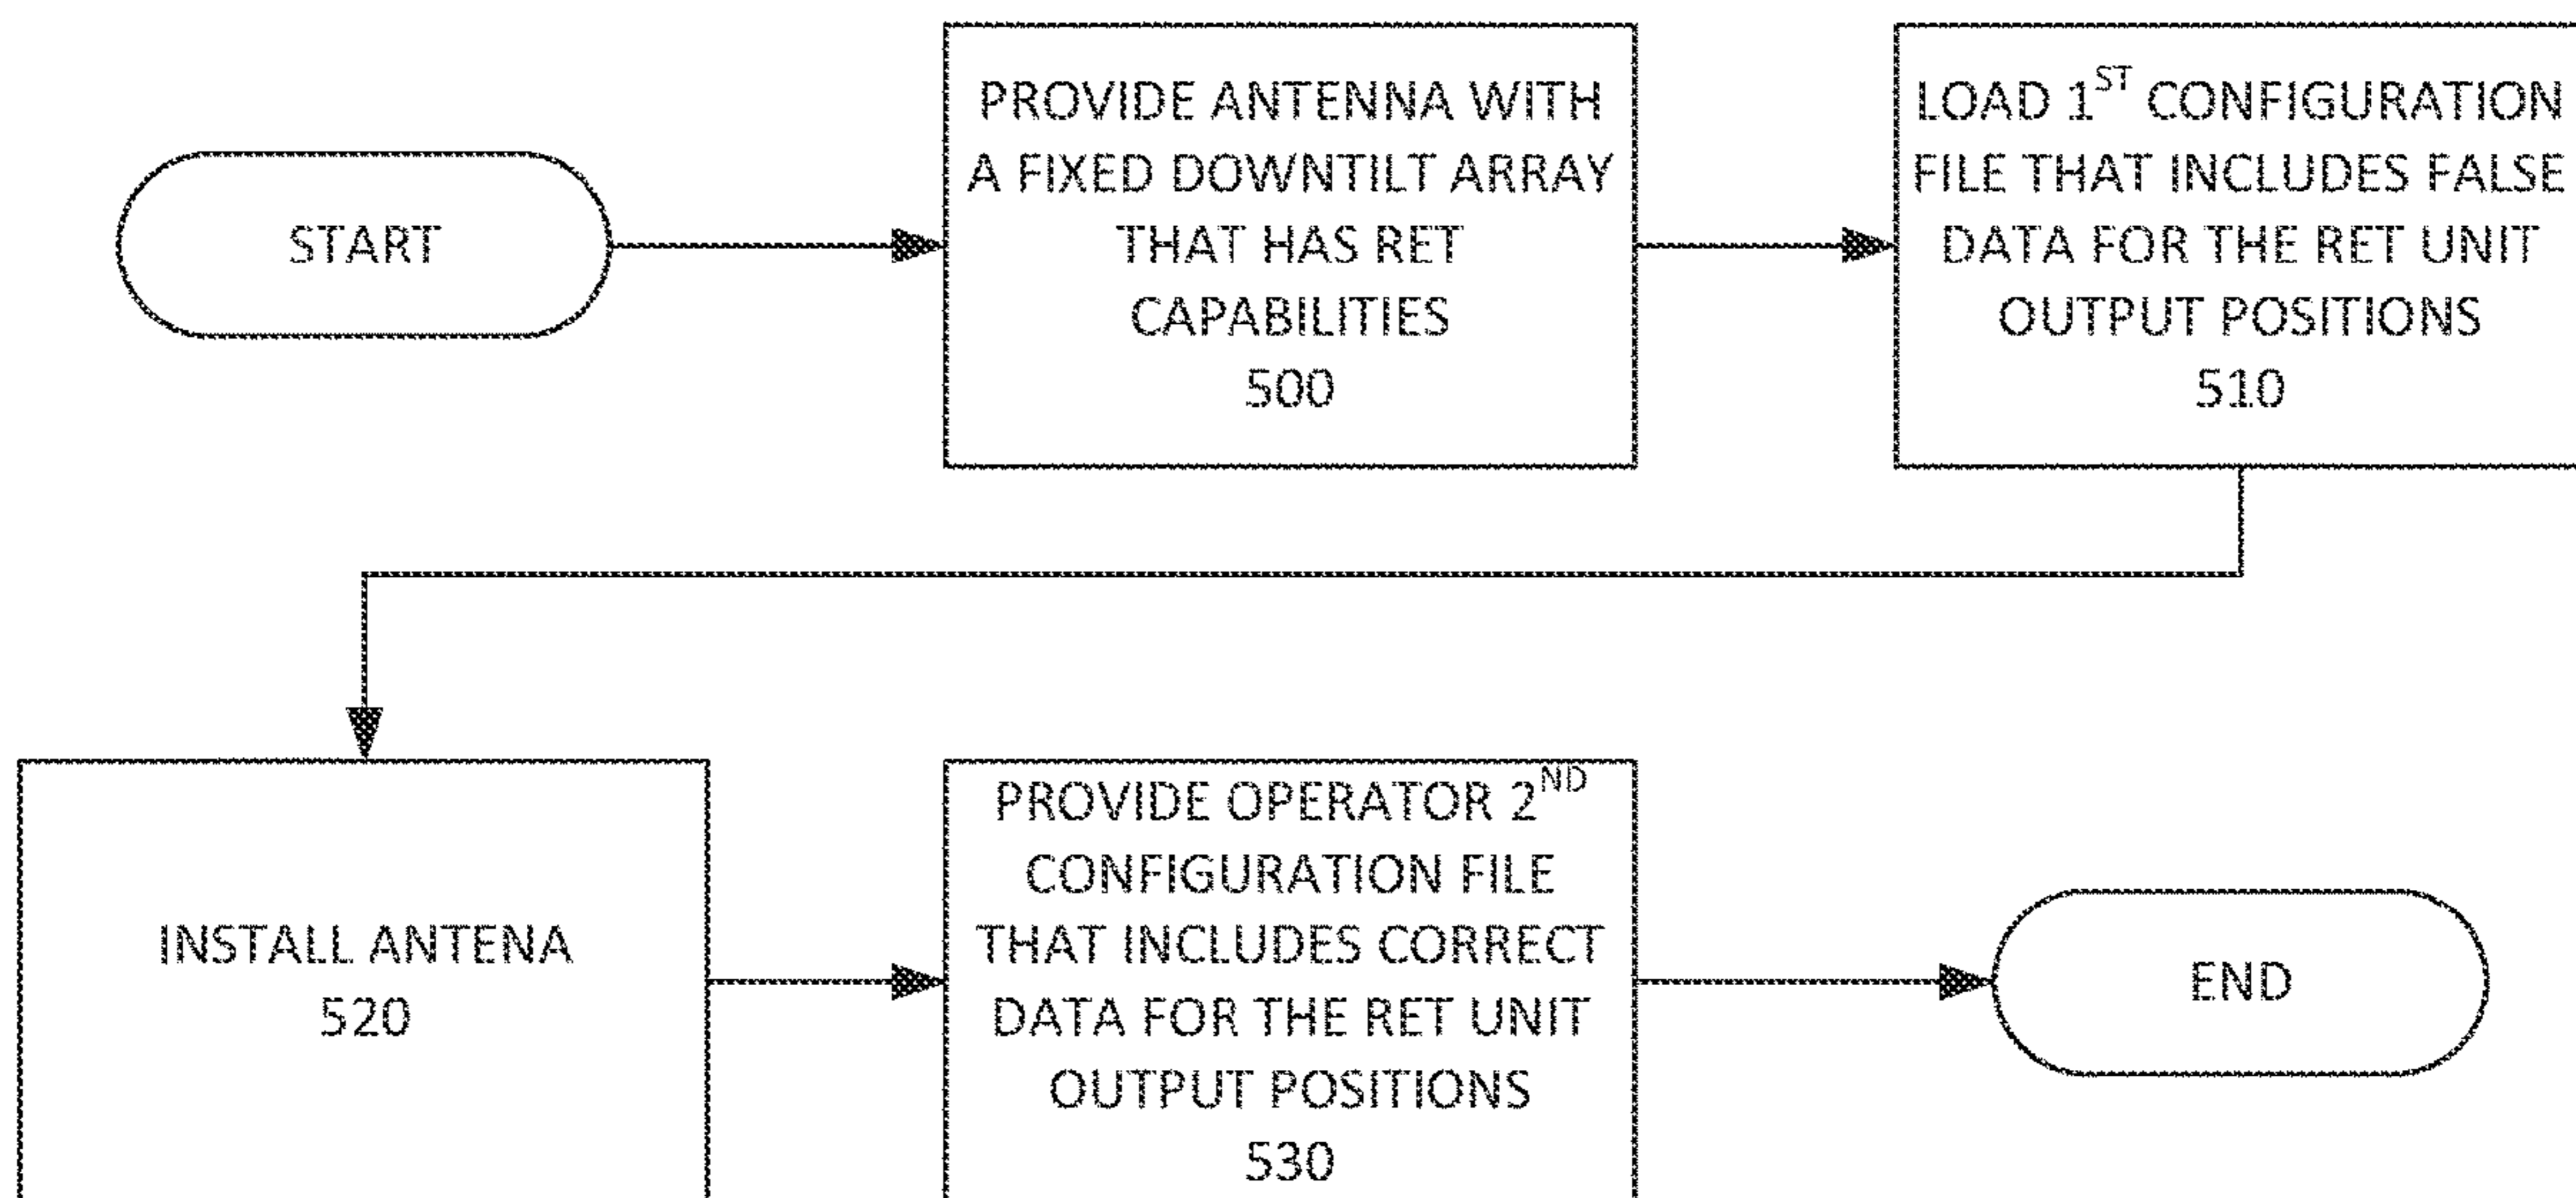 START
PROVIDE ANTENNA WITH
A FIXED DOWNTILT ARRAY
THAT HAS RET
CAPABILITIES
500
LOAD 1ST CONFIGURATION
FILE THAT INCLUDES FALSE
DATA FOR THE RET UNIT
OUTPUT POSITIONS
510
INSTALL ANTENA
520
PROVIDE OPERATOR 2ND
CONFIGURATION FILE
THAT INCLUDES CORRECT
DATA FOR THE RET UNIT
OUTPUT POSITIONS
530
END